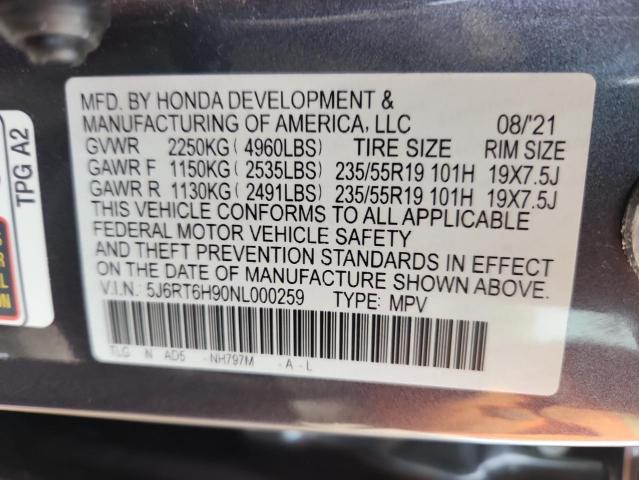 MFD. BY HONDA DEVELOPMENT &
MANUFACTURING OF AMERICA, LLC 08/'21
GVWR 2250KG ( 4960LBS) TIRE SIZE RIM SIZE
GAWR F 1150KG ( 2535LBS) 235/55R19 101H 19X7.5J
GAWR R 1130KG ( 2491LBS) 235/55R19 101H 19X7.5J
THIS VEHICLE CONFORMS TO ALL APPLICABLE
FEDERAL MOTOR VEHICLE SAFETY
AND THEFT PREVENTION STANDARDS IN EFFECT
ON THE DATE OF MANUFACTURE SHOWN ABOVE.
V.I.N.: 5J6RT6H90NL000259 TYPE: MPV
TLG N AD5 -NH797M -A-L
TPG A2